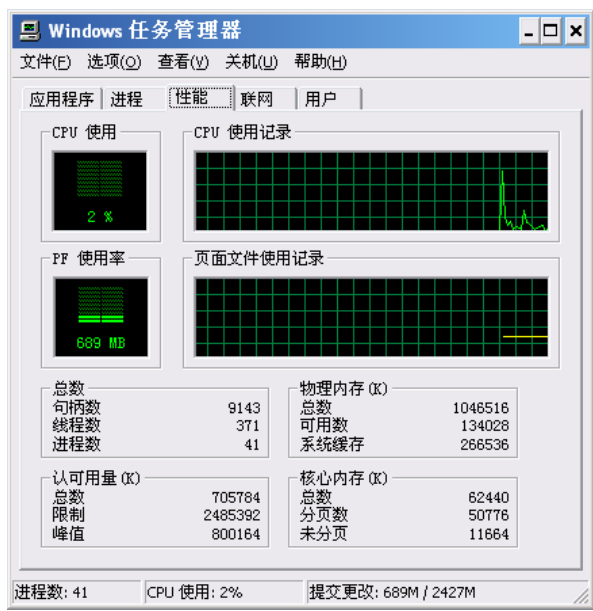 Windows 任务管理器
文件(F) 选项(O) 查看(V) 关机(U) 帮助(H)
应用程序 进程 性能 联网 用户
CPU 使用
CPU 使用记录
2 %
PF 使用率
页面文件使用记录
689 MB
总数
句柄数 9143
线程数 371
进程数 41
物理内存(K)
总数 1046516
可用数 134028
系统缓存 266536
认可用量(K)
总数 705784
限制 2485392
峰值 800164
核心内存(K)
总数 62440
分页数 50776
未分页 11664
进程数: 41 CPU 使用: 2% 提交更改: 689M / 2427M